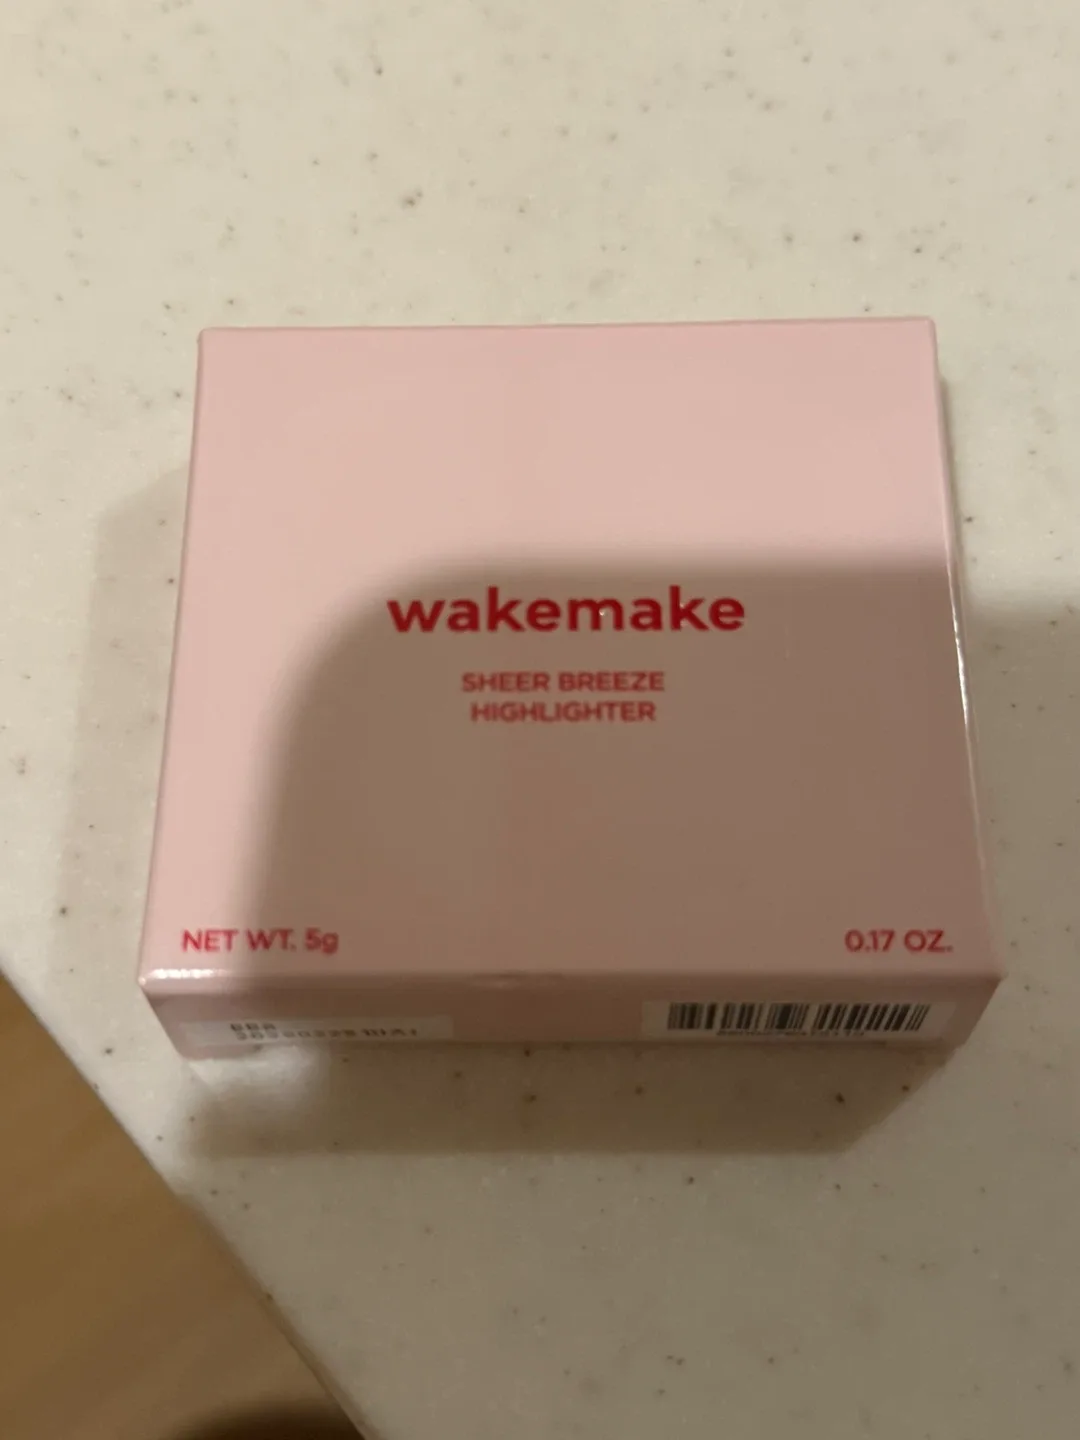 wakemake
SHEER BREEZE
HIGHLIGHTER
NET WT. 5g
0.17 OZ.